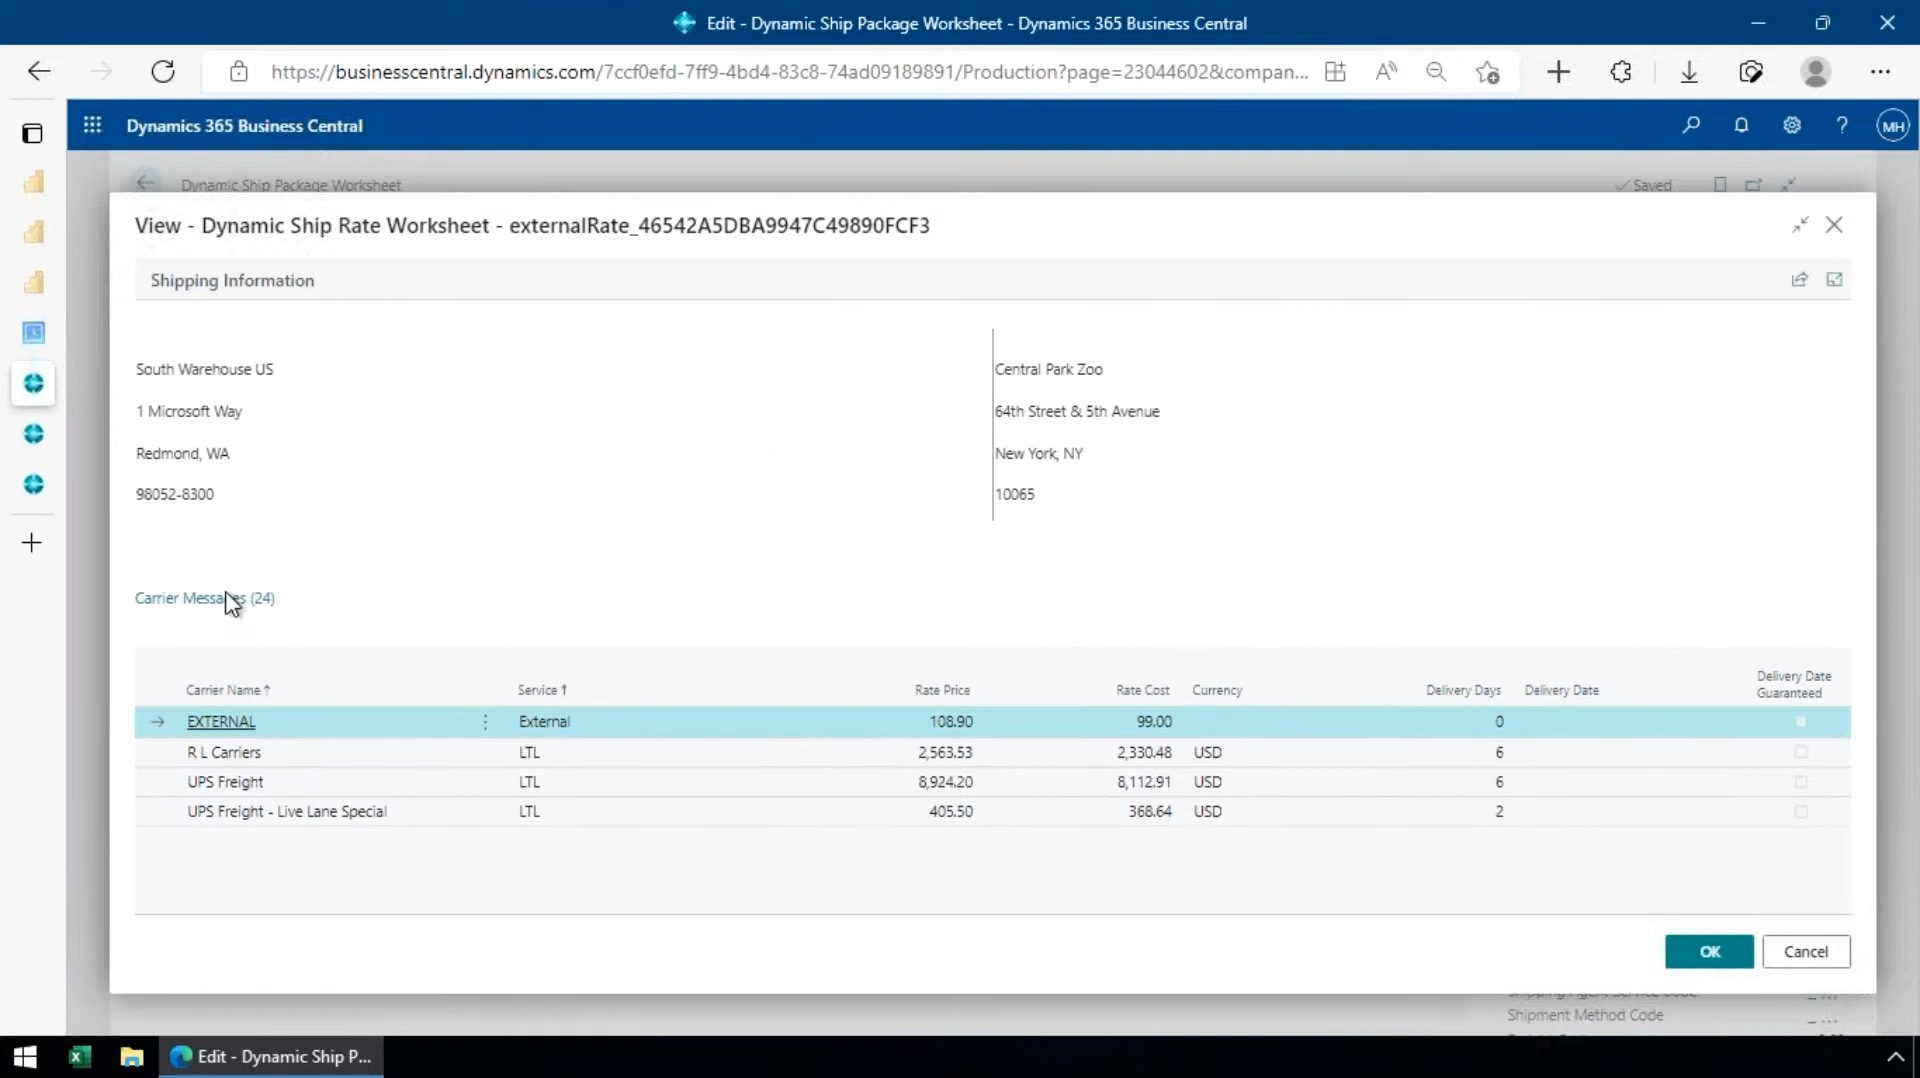 Edit - Dynamic Ship Package Worksheet - Dynamics 365 Business Central
https://businesscentral.dynamics.com/7ccf0efd-7ff9-4bd4-83c8-74ad09189891/Production?page=23044602&compan...
Dynamics 365 Business Central
MH
Dynamic Ship Package Worksheet
Saved
View - Dynamic Ship Rate Worksheet - externalRate_46542A5DBA9947C49890FCF3
Shipping Information
South Warehouse US
Central Park Zoo
1 Microsoft Way
64th Street & 5th Avenue
Redmond, WA
New York, NY
98052-8300
10065
Carrier Messages (24)
Carrier Name ↑ Service ↑ Rate Price Rate Cost Currency Delivery Days Delivery Date Delivery Date Guaranteed
EXTERNAL External 108.90 99.00 0
R L Carriers LTL 2,563.53 2,330.48 USD 6
UPS Freight LTL 8,924.20 8,112.91 USD 6
UPS Freight - Live Lane Special LTL 405.50 368.64 USD 2
OK Cancel
Shipping Agent Service Code
Shipment Method Code
Edit - Dynamic Ship P...